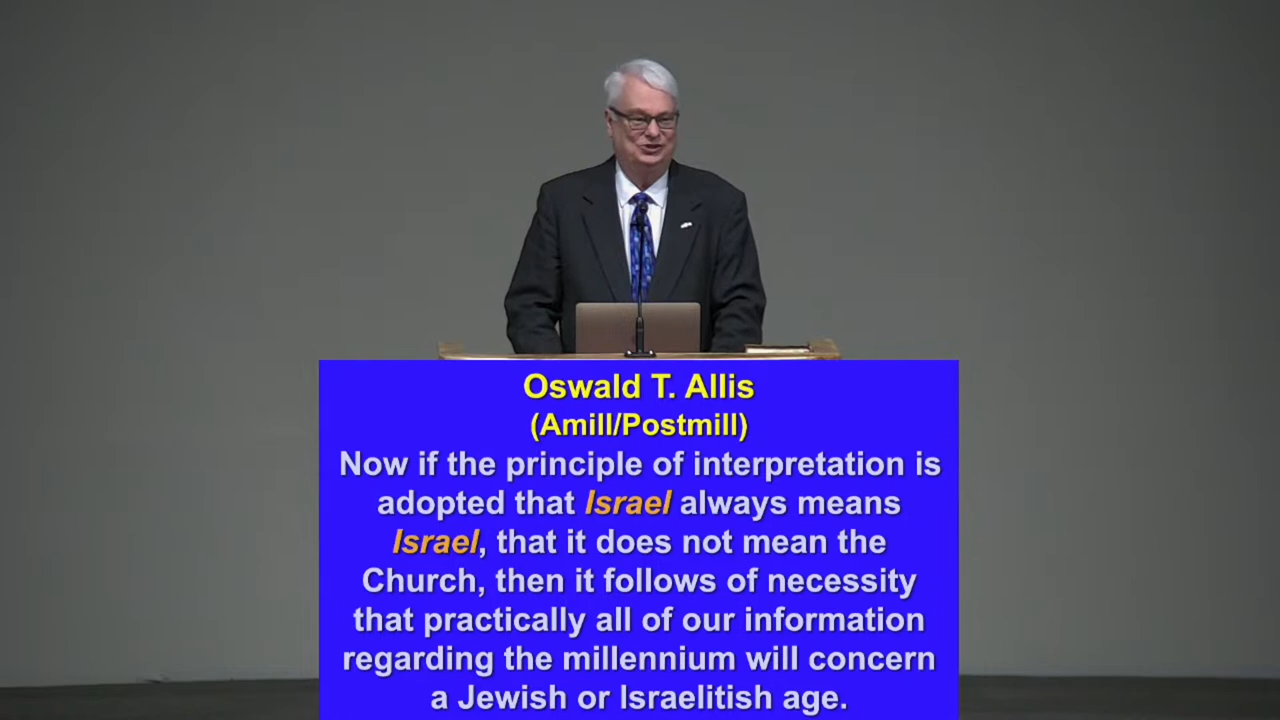 Oswald T. Allis
(Amill/Postmill)
Now if the principle of interpretation is
adopted that Israel always means
Israel, that it does not mean the
Church, then it follows of necessity
that practically all of our information
regarding the millennium will concern
a Jewish or Israelitish age.